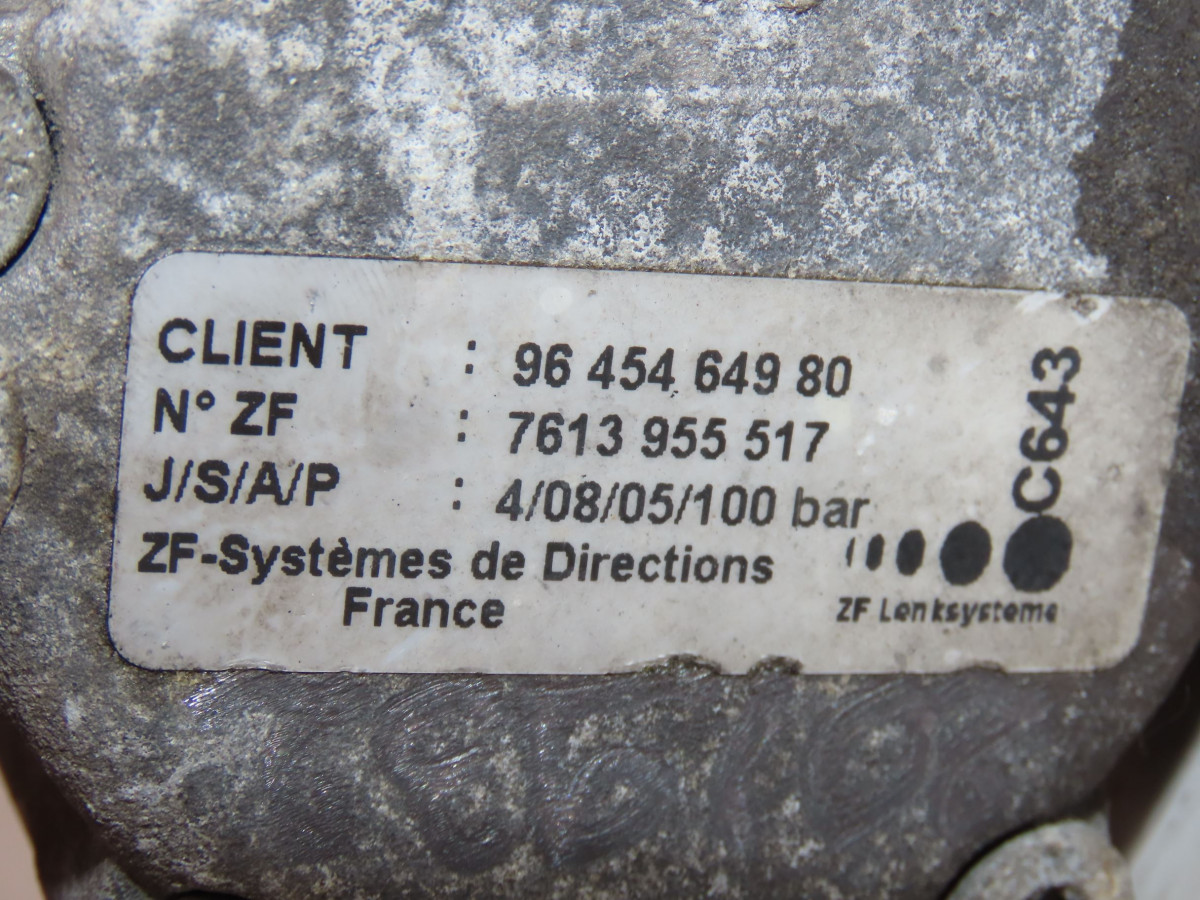 CLIENT : 96 454 649 80
N° ZF : 7613 955 517
J/S/A/P : 4/08/05/100 bar
ZF-Systèmes de Directions
France
C643
ZF Lenksysteme